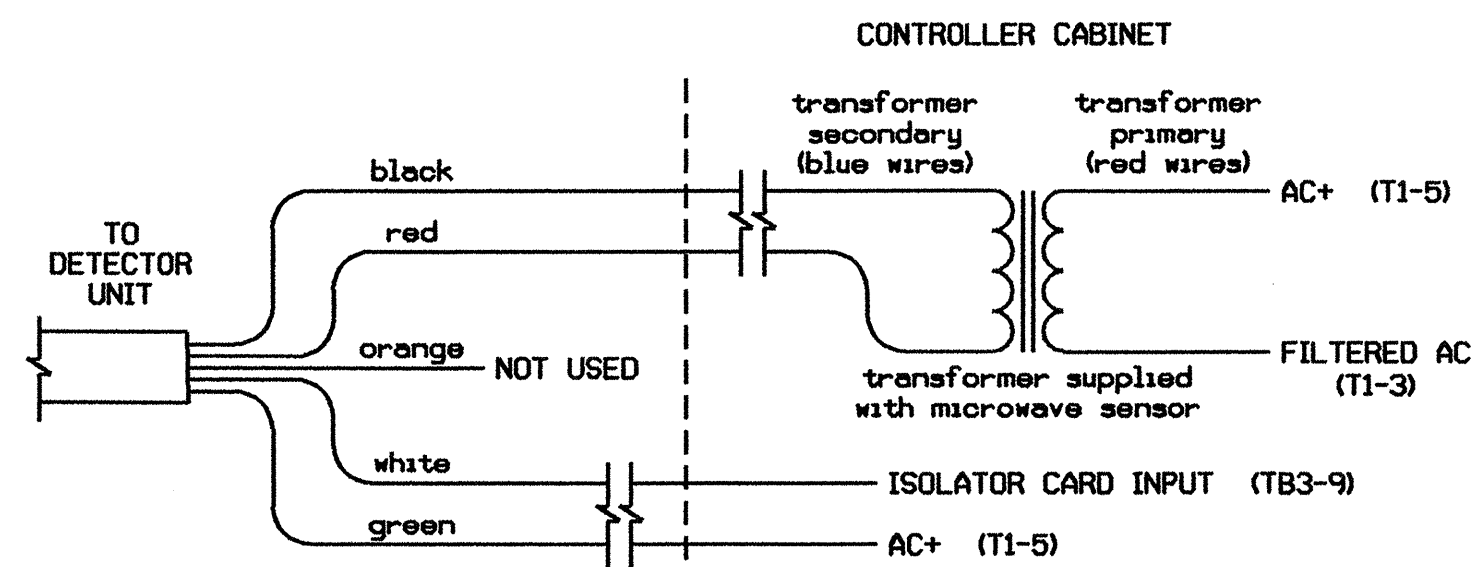 CONTROLLER CABINET
transformer
secondary
(blue wires)
transformer
primary
(red wires)
black
AC+ (T1-5)
red
TO
DETECTOR
UNIT
orange
NOT USED
FILTERED AC
(T1-3)
transformer supplied
with microwave sensor
white
ISOLATOR CARD INPUT (TB3-9)
green
AC+ (T1-5)